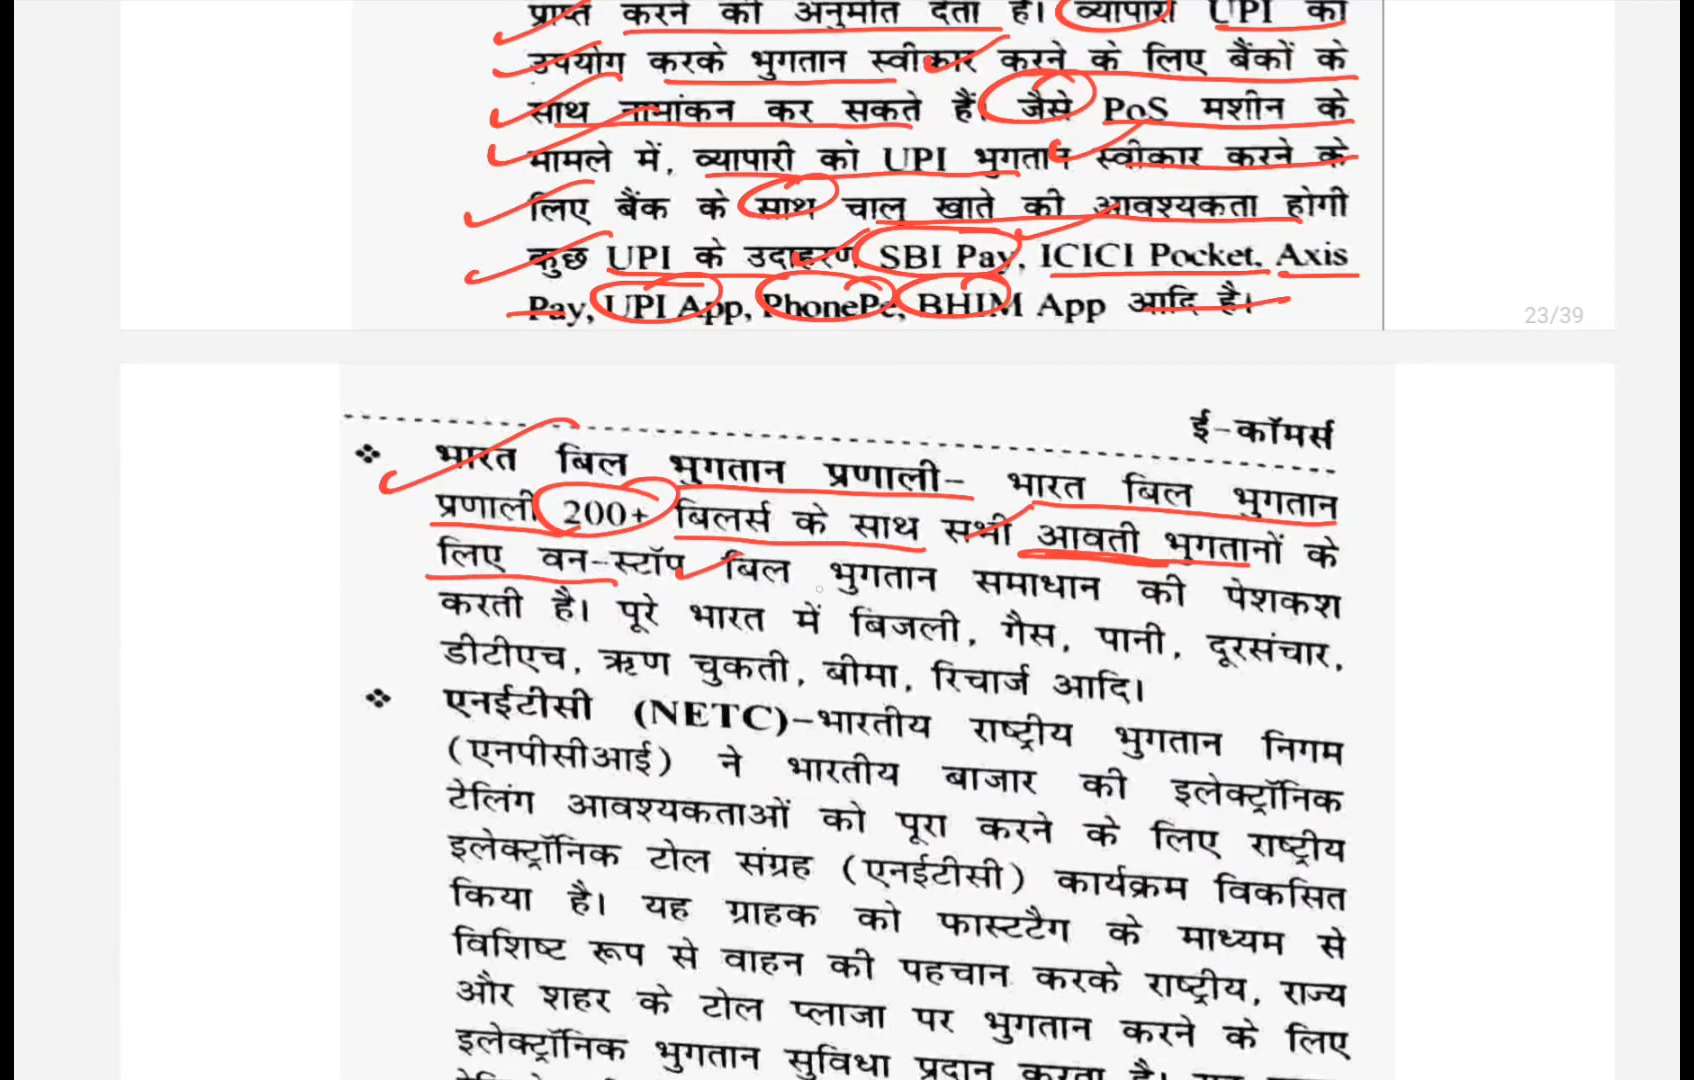 प्राप्त करने की अनुमति देता है। व्यापारी UPI का
उपयोग करके भुगतान स्वीकार करने के लिए बैंकों के
साथ नामांकन कर सकते हैं। जैसे PoS मशीन के
मामले में, व्यापारी को UPI भुगतान स्वीकार करने के
लिए बैंक के साथ चालू खाते की आवश्यकता होगी
कुछ UPI के उदाहरण SBI Pay, ICICI Pocket, Axis
Pay, UPI App, PhonePe, BHIM App आदि है।
23/39
ई-कॉमर्स
❖ भारत बिल भुगतान प्रणाली– भारत बिल भुगतान
प्रणाली 200+ बिलर्स के साथ सभी आवती भुगतानों के
लिए वन-स्टॉप बिल भुगतान समाधान की पेशकश
करती है। पूरे भारत में बिजली, गैस, पानी, दूरसंचार,
डीटीएच, ऋण चुकती, बीमा, रिचार्ज आदि।
❖ एनईटीसी (NETC)–भारतीय राष्ट्रीय भुगतान निगम
(एनपीसीआई) ने भारतीय बाजार की इलेक्ट्रॉनिक
टेलिंग आवश्यकताओं को पूरा करने के लिए राष्ट्रीय
इलेक्ट्रॉनिक टोल संग्रह (एनईटीसी) कार्यक्रम विकसित
किया है। यह ग्राहक को फास्टटैग के माध्यम से
विशिष्ट रूप से वाहन की पहचान करके राष्ट्रीय, राज्य
और शहर के टोल प्लाजा पर भुगतान करने के लिए
इलेक्ट्रॉनिक भुगतान सुविधा प्रदान करता है।